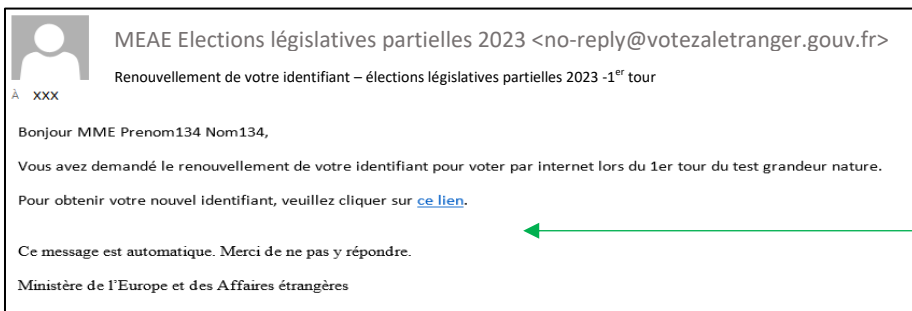 MEAE Elections législatives partielles 2023 <no-reply@votezaletranger.gouv.fr>
Renouvellement de votre identifiant – élections législatives partielles 2023 -1er tour
À XXX
Bonjour MME Prenom134 Nom134,
Vous avez demandé le renouvellement de votre identifiant pour voter par internet lors du 1er tour du test grandeur nature.
Pour obtenir votre nouvel identifiant, veuillez cliquer sur ce lien.
Ce message est automatique. Merci de ne pas y répondre.
Ministère de l’Europe et des Affaires étrangères